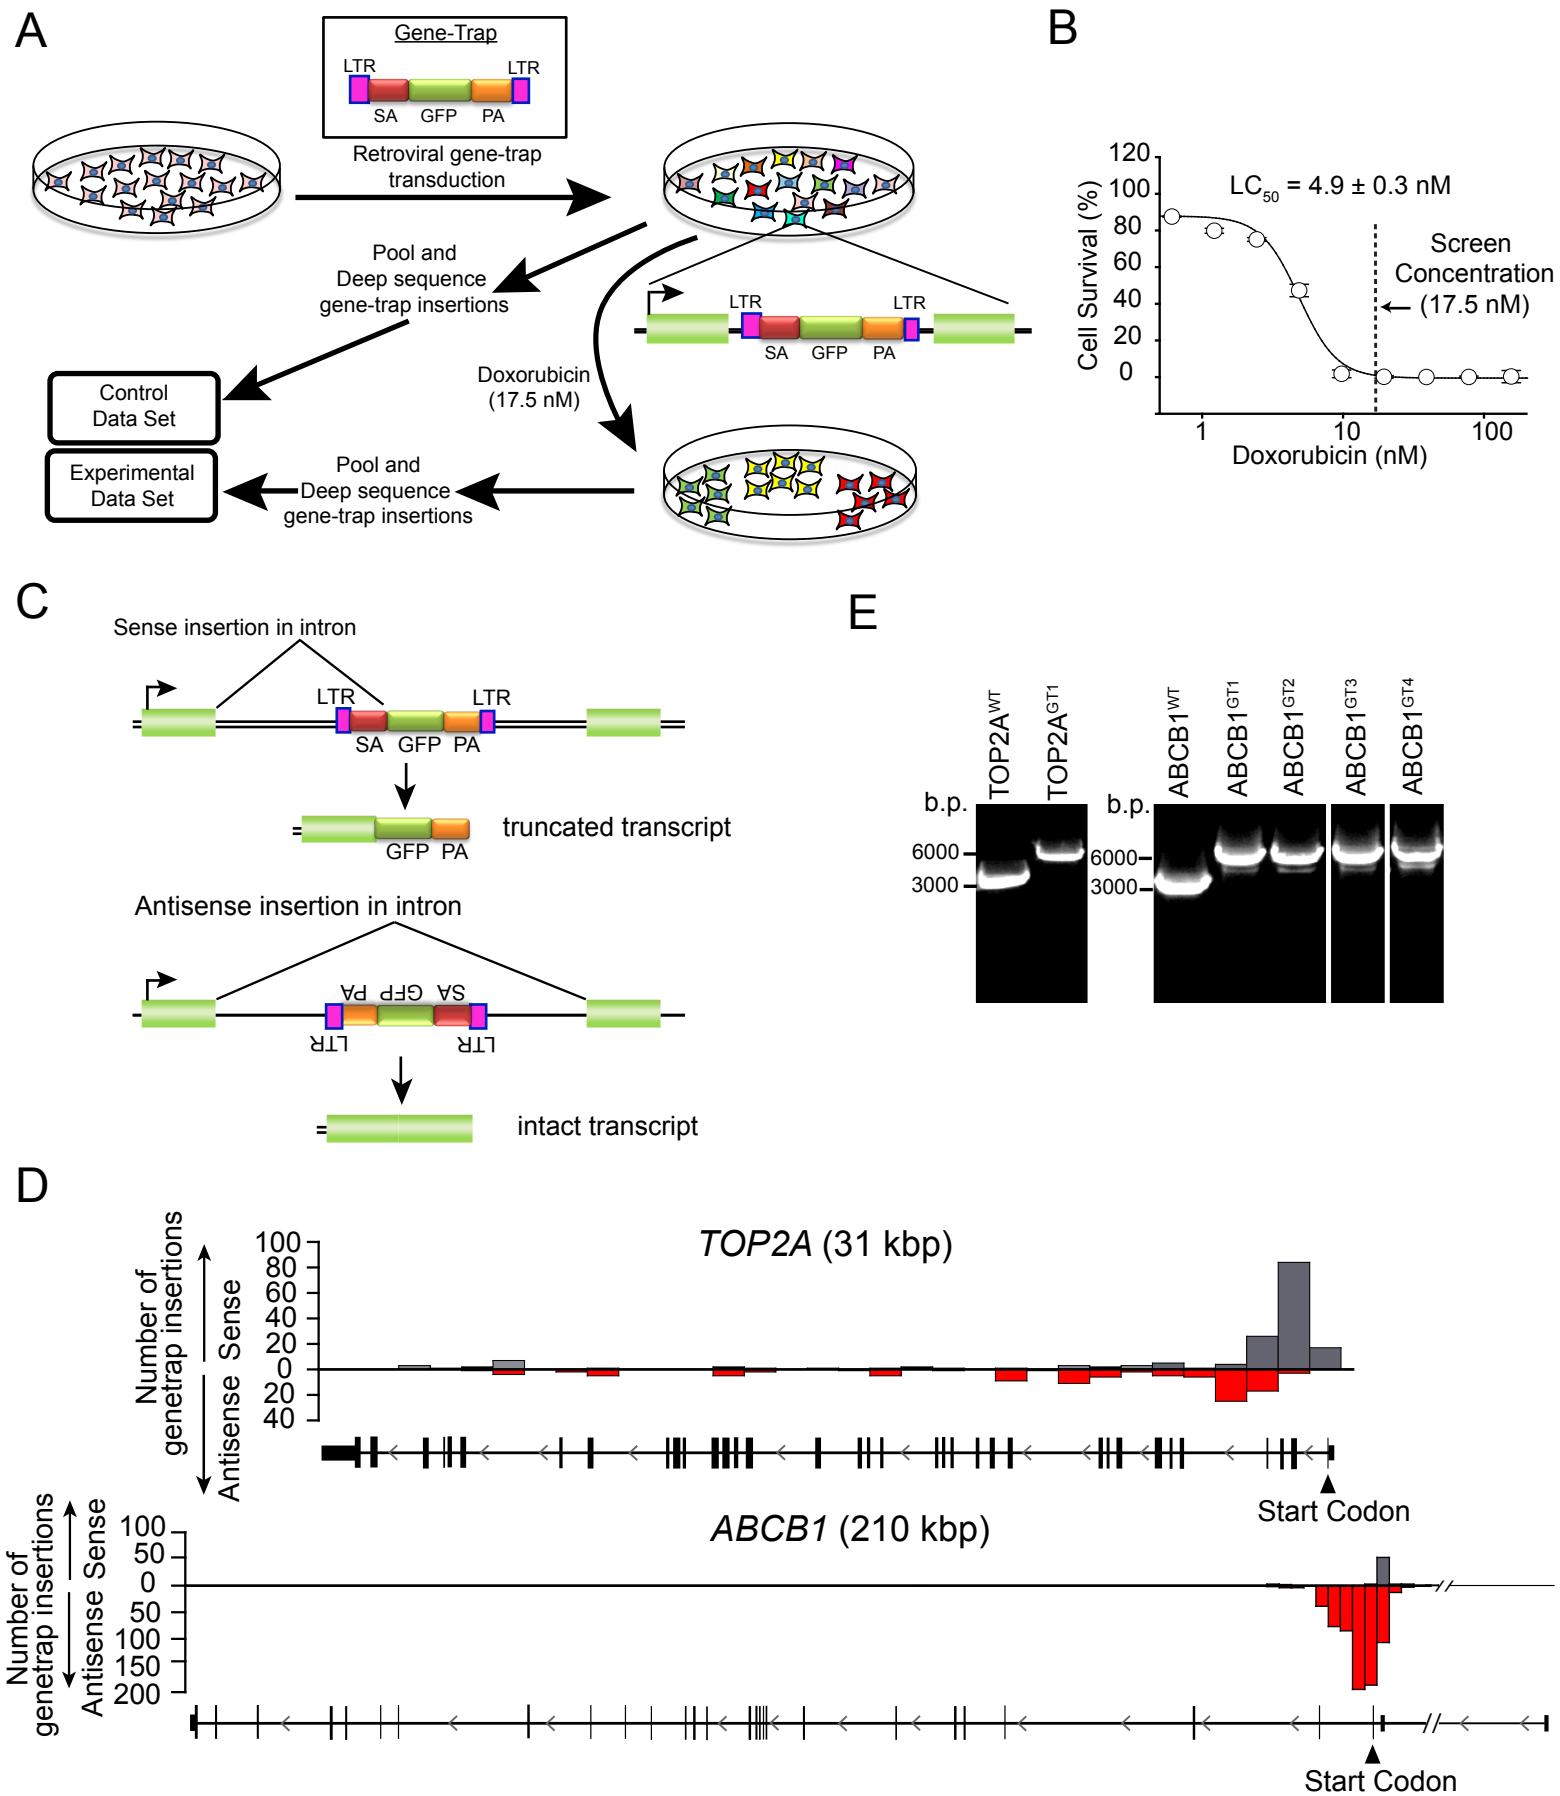 A
Gene-Trap
LTR
LTR
SA
GFP
PA
Retroviral gene-trap
transduction
Pool and
Deep sequence
gene-trap insertions
LTR
LTR
SA
GFP
PA
Doxorubicin
(17.5 nM)
Control
Data Set
Experimental
Data Set
Pool and
Deep sequence
gene-trap insertions
B
Cell Survival (%)
120
100
80
60
40
20
0
LC50 = 4.9 ± 0.3 nM
Screen
Concentration
(17.5 nM)
1
10
100
Doxorubicin (nM)
C
Sense insertion in intron
LTR
LTR
SA
GFP
PA
GFP
PA
truncated transcript
Antisense insertion in intron
PA
GFP
SA
LTR
LTR
intact transcript
E
TOP2AWT
TOP2AGT1
b.p.
6000
3000
ABCB1WT
ABCB1GT1
ABCB1GT2
ABCB1GT3
ABCB1GT4
b.p.
6000
3000
D
Number of
genetrap insertions
Antisense
Sense
100
80
60
40
20
0
20
40
TOP2A (31 kbp)
Start Codon
Number of
genetrap insertions
Antisense
Sense
100
50
0
50
100
150
200
ABCB1 (210 kbp)
Start Codon